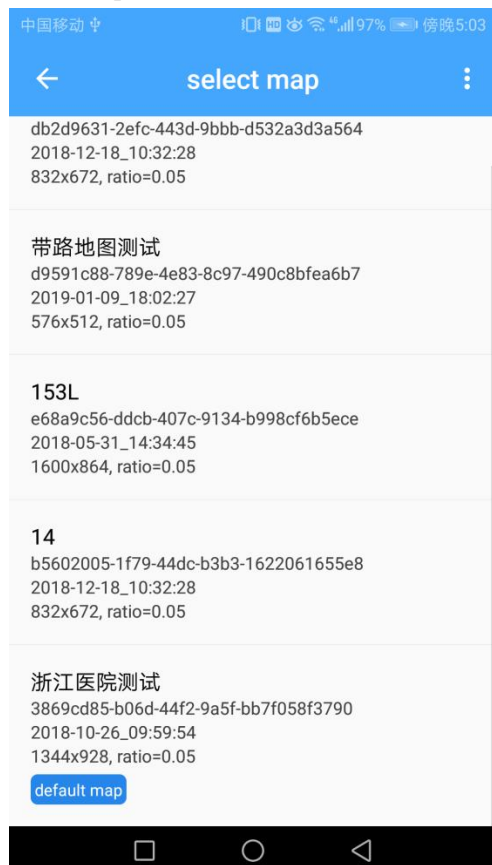 中国移动 HD 46 97% 傍晚5:03
select map
db2d9631-2efc-443d-9bbb-d532a3d3a564
2018-12-18_10:32:28
832x672, ratio=0.05
带路地图测试
d9591c88-789e-4e83-8c97-490c8bfea6b7
2019-01-09_18:02:27
576x512, ratio=0.05
153L
e68a9c56-ddcb-407c-9134-b998cf6b5ece
2018-05-31_14:34:45
1600x864, ratio=0.05
14
b5602005-1f79-44dc-b3b3-1622061655e8
2018-12-18_10:32:28
832x672, ratio=0.05
浙江医院测试
3869cd85-b06d-44f2-9a5f-bb7f058f3790
2018-10-26_09:59:54
1344x928, ratio=0.05
default map